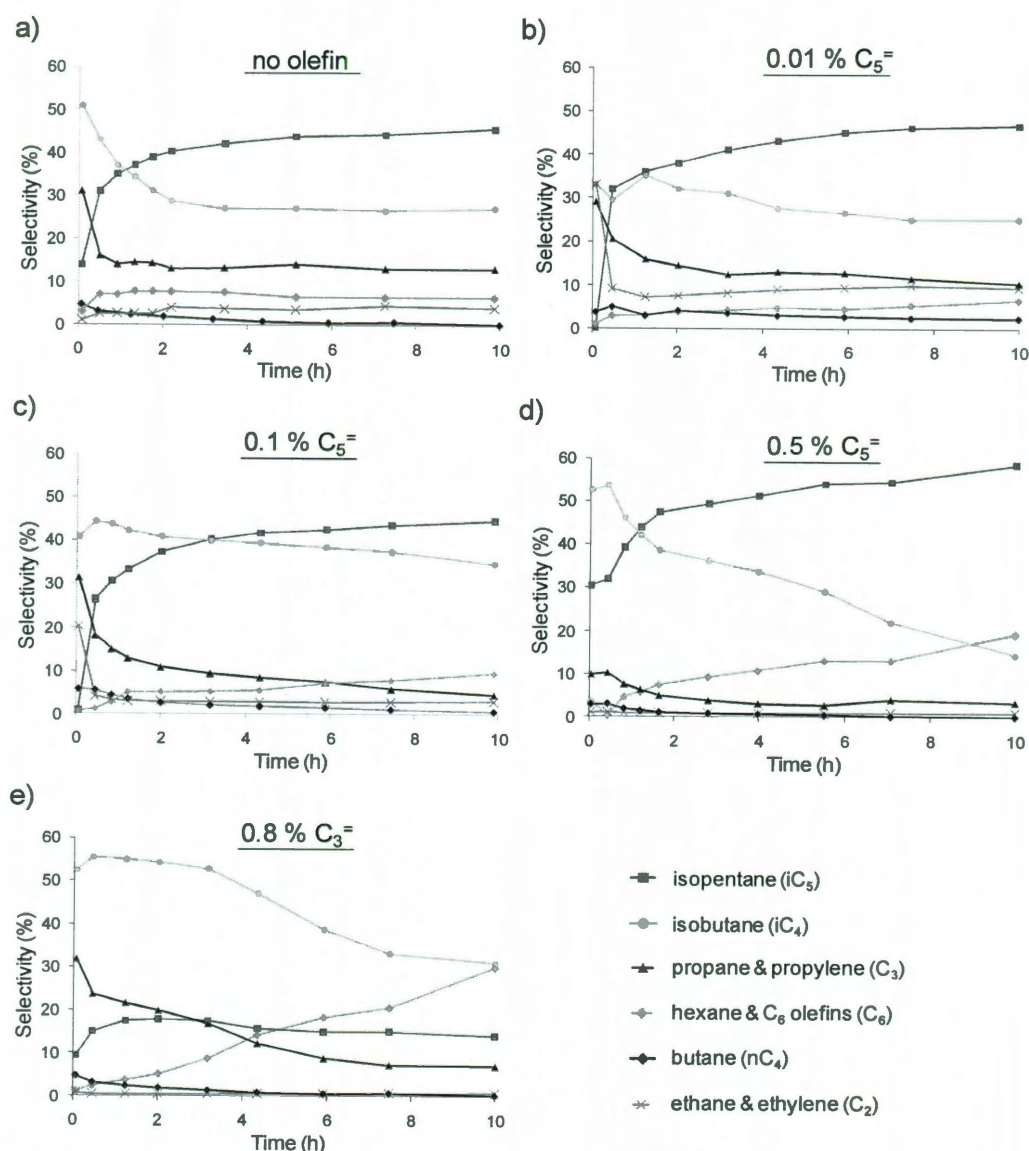 a)
no olefin
60
50
40
30
20
10
0
Selectivity (%)
0 2 4 6 8 10
Time (h)
b)
0.01 % C₅⁼
60
50
40
30
20
10
0
Selectivity (%)
0 2 4 6 8 10
Time (h)
c)
0.1 % C₅⁼
60
50
40
30
20
10
0
Selectivity (%)
0 2 4 6 8 10
Time (h)
d)
0.5 % C₅⁼
60
50
40
30
20
10
0
Selectivity (%)
0 2 4 6 8 10
Time (h)
e)
0.8 % C₃⁼
60
50
40
30
20
10
0
Selectivity (%)
0 2 4 6 8 10
Time (h)
isopentane (iC₅)
isobutane (iC₄)
propane & propylene (C₃)
hexane & C₆ olefins (C₆)
butane (nC₄)
ethane & ethylene (C₂)